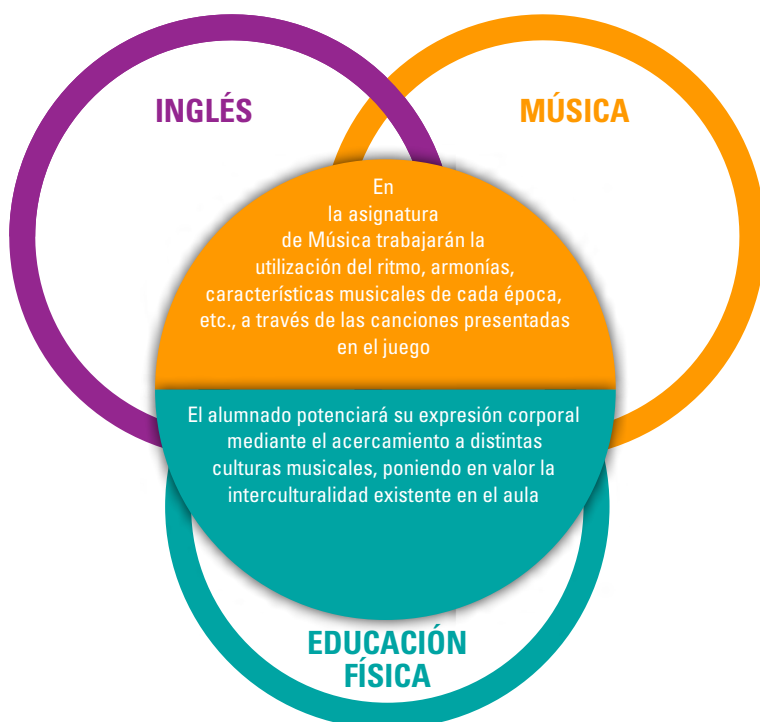 INGLÉS
MÚSICA
En
la asignatura
de Música trabajarán la
utilización del ritmo, armonías,
características musicales de cada época,
etc., a través de las canciones presentadas
en el juego
El alumnado potenciará su expresión corporal
mediante el acercamiento a distintas
culturas musicales, poniendo en valor la
interculturalidad existente en el aula
EDUCACIÓN
FÍSICA